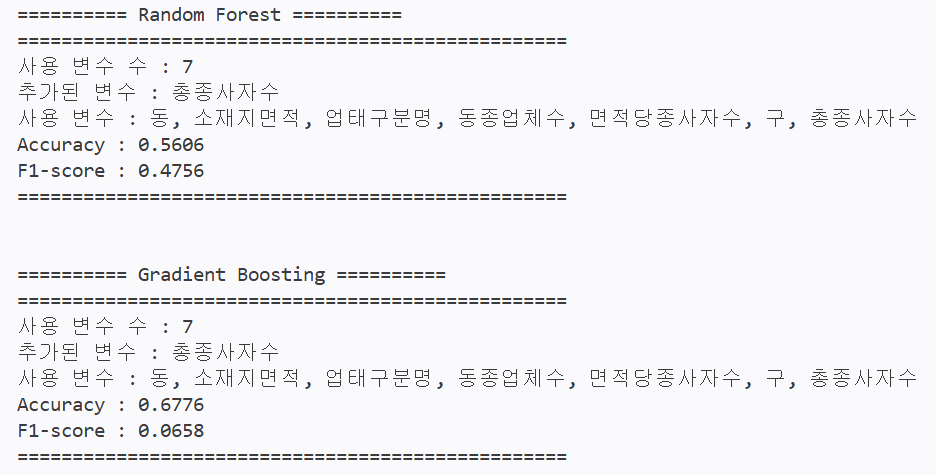 ========== Random Forest ==========
==================================================
사용 변수 수 : 7
추가된 변수 : 총종사자수
사용 변수 : 동, 소재지면적, 업태구분명, 동종업체수, 면적당종사자수, 구, 총종사자수
Accuracy : 0.5606
F1-score : 0.4756
==================================================
========== Gradient Boosting ==========
==================================================
사용 변수 수 : 7
추가된 변수 : 총종사자수
사용 변수 : 동, 소재지면적, 업태구분명, 동종업체수, 면적당종사자수, 구, 총종사자수
Accuracy : 0.6776
F1-score : 0.0658
==================================================